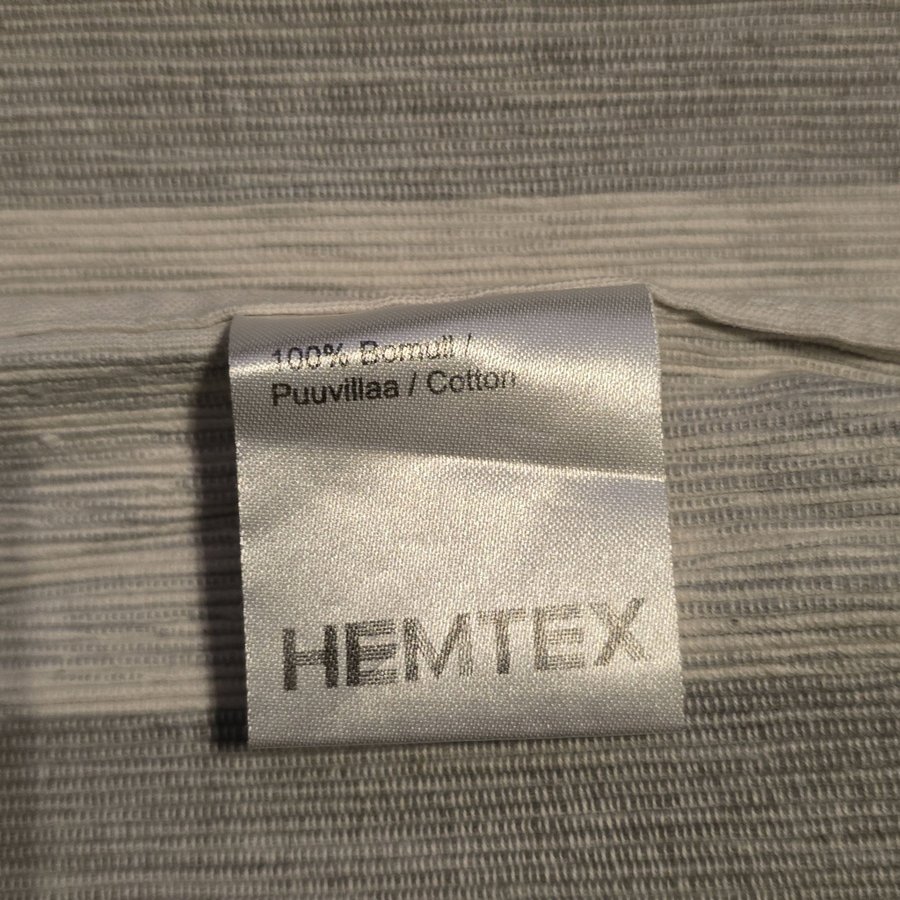 100% Bomull /
Puuvillaa / Cotton
HEMTEX